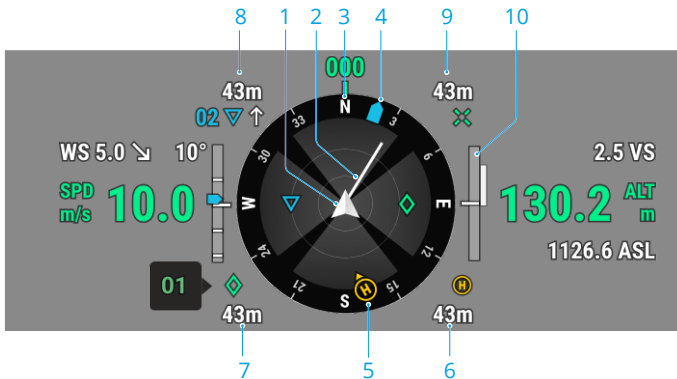 8 1 2 3 4 9 10
000
43m 43m
02
N
33 3
WS 5.0 10° 30 6 2.5 VS
SPD m/s 10.0 W E 130.2 ALT m
24 12
1126.6 ASL
01 21 S H 15 H
43m 43m
7 5 6